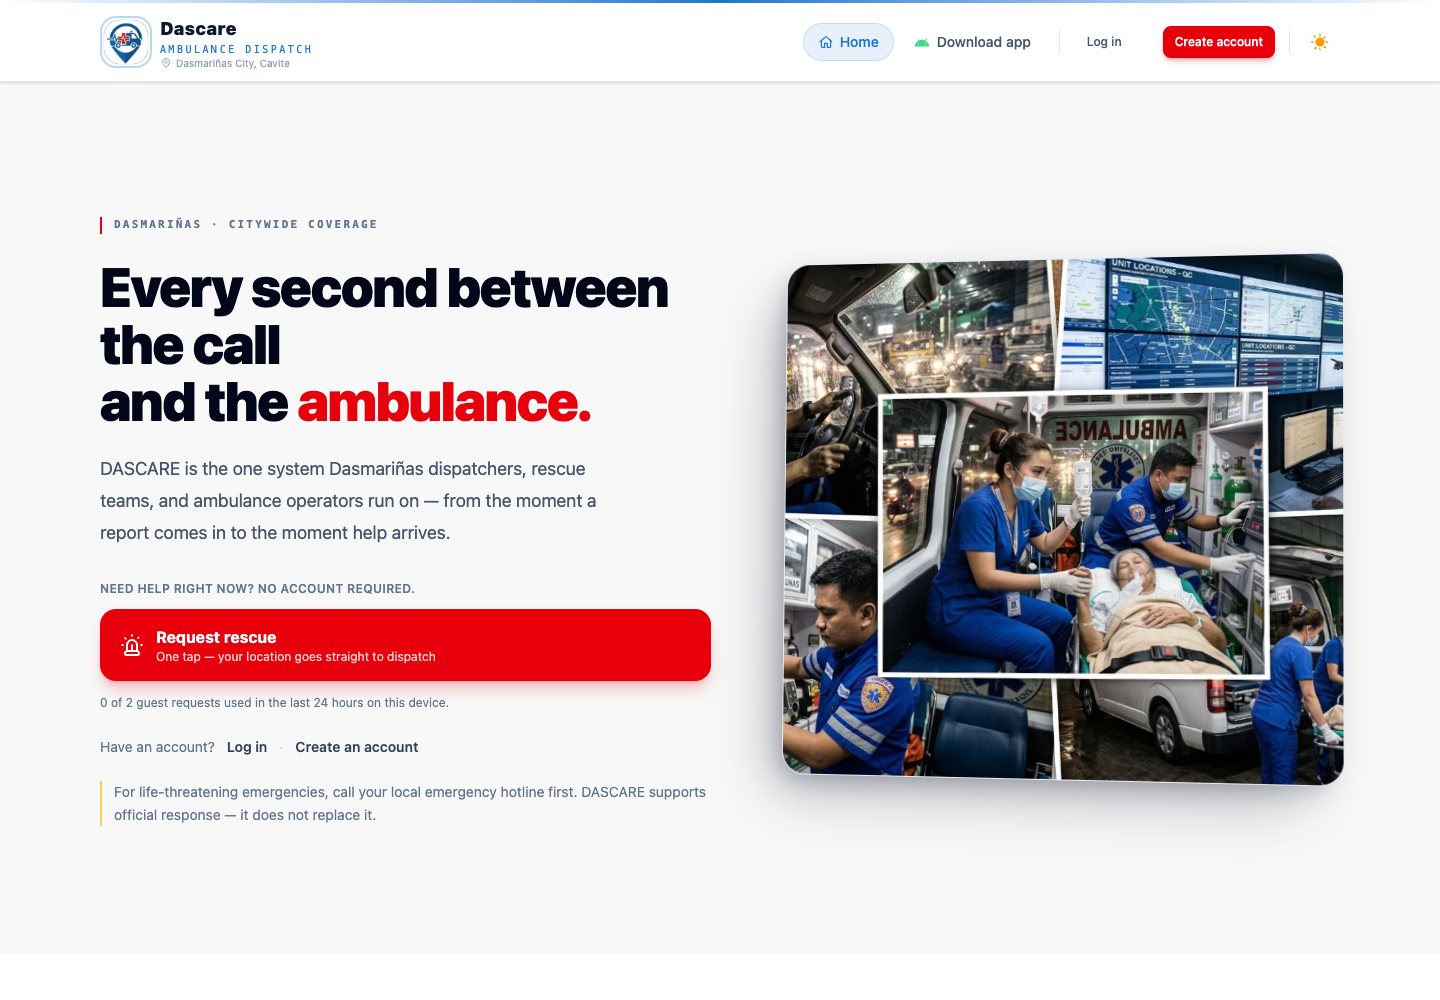 Dascare
AMBULANCE DISPATCH
Dasmariñas City, Cavite
Home
Download app
Log in
Create account
DASMARIÑAS · CITYWIDE COVERAGE
Every second between
the call
and the ambulance.
DASCARE is the one system Dasmariñas dispatchers, rescue
teams, and ambulance operators run on — from the moment a
report comes in to the moment help arrives.
NEED HELP RIGHT NOW? NO ACCOUNT REQUIRED.
Request rescue
One tap — your location goes straight to dispatch
0 of 2 guest requests used in the last 24 hours on this device.
Have an account? Log in · Create an account
For life-threatening emergencies, call your local emergency hotline first. DASCARE supports
official response — it does not replace it.
UNIT LOCATIONS - QC
UNIT LOCATIONS - QC
AMBULANCE